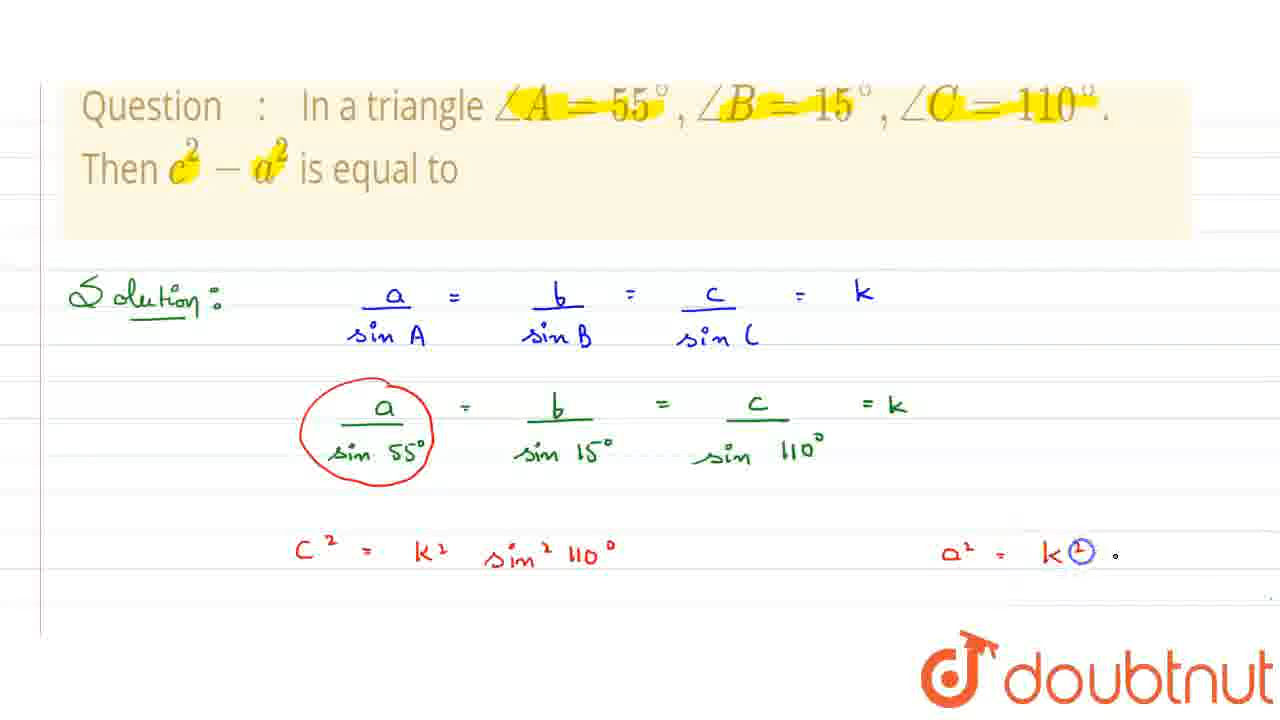 Question : In a triangle ∠A = 55°, ∠B = 15°, ∠C = 110°.
Then c² − a² is equal to
Solution : a/sin A = b/sin B = c/sin C = k
a/sin 55° = b/sin 15° = c/sin 110° = k
c² = k² sin² 110° a² = k² .
doubtnut